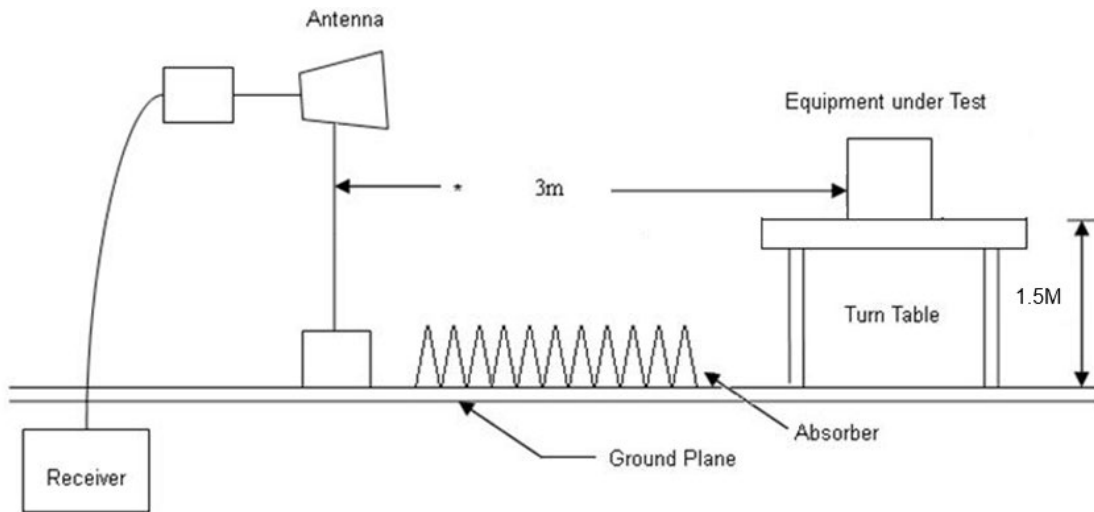 Antenna
Equipment under Test
* 3m
1.5M
Turn Table
Absorber
Ground Plane
Receiver